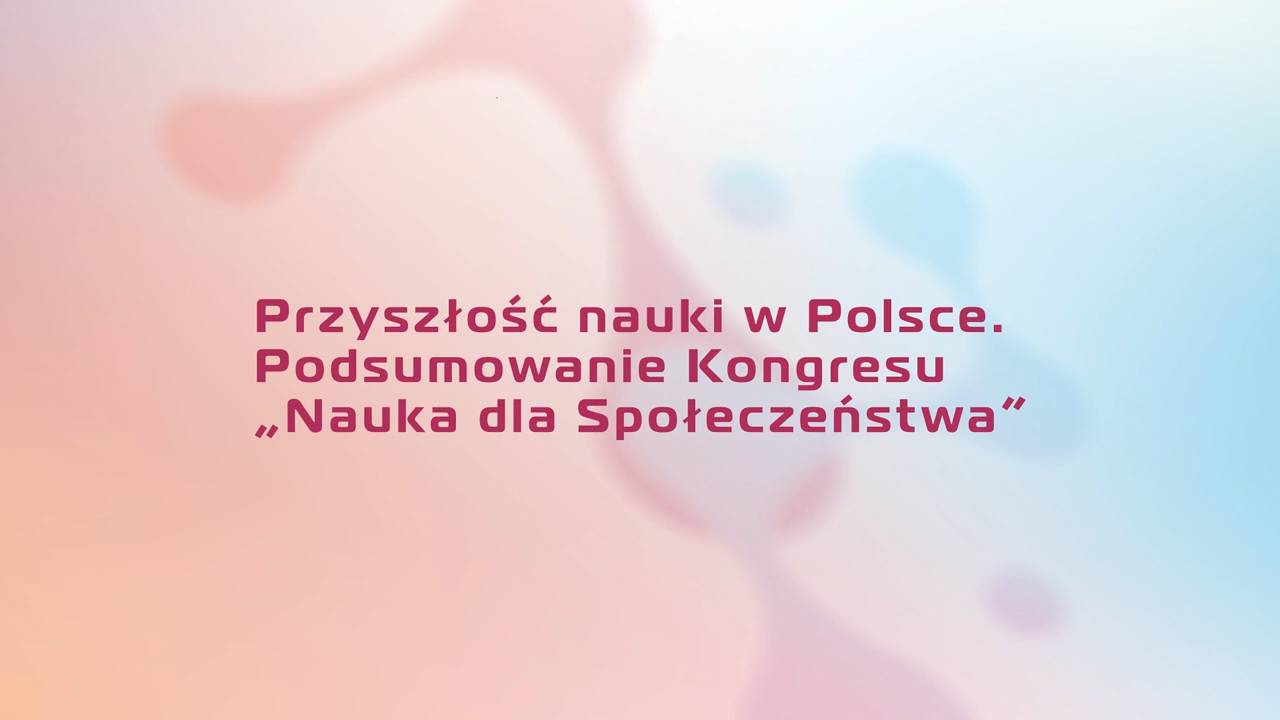 Przyszłość nauki w Polsce.
Podsumowanie Kongresu
„Nauka dla Społeczeństwa”